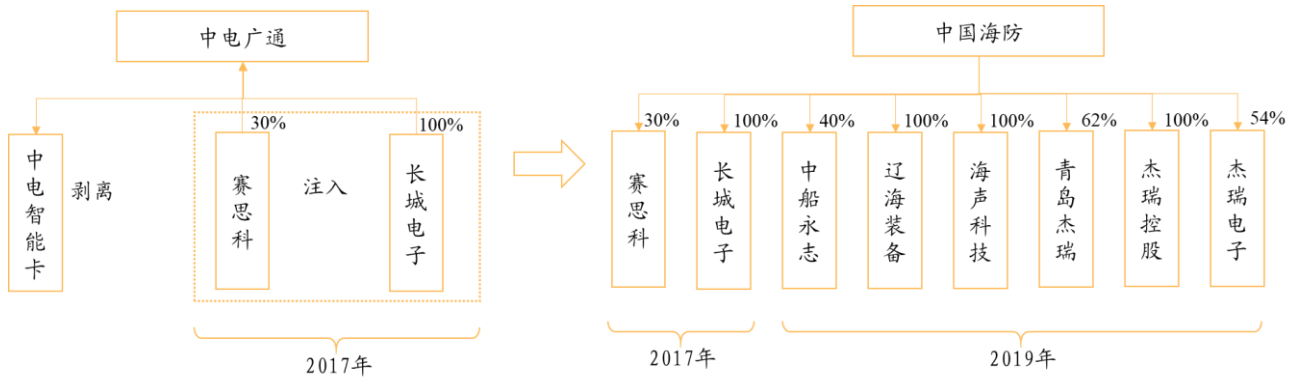 中电广通
中国海防
30%
100%
30%
100%
40%
100%
100%
62%
100%
54%
中电智能卡
剥离
赛思科
注入
长城电子
赛思科
长城电子
中船永志
辽海装备
海声科技
青岛杰瑞
杰瑞控股
杰瑞电子
2017年
2017年
2019年